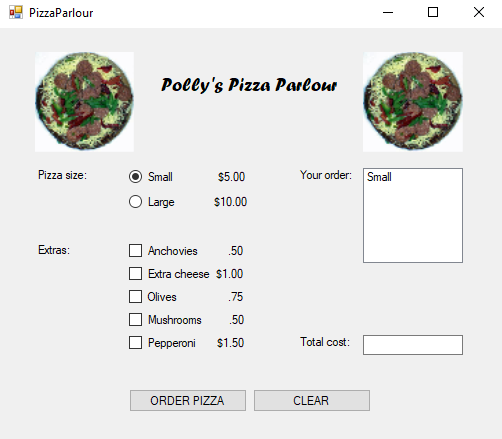 PizzaParlour
Polly's Pizza Parlour
Pizza size:
Small $5.00
Large $10.00
Your order:
Small
Extras:
Anchovies .50
Extra cheese $1.00
Olives .75
Mushrooms .50
Pepperoni $1.50
Total cost:
ORDER PIZZA
CLEAR